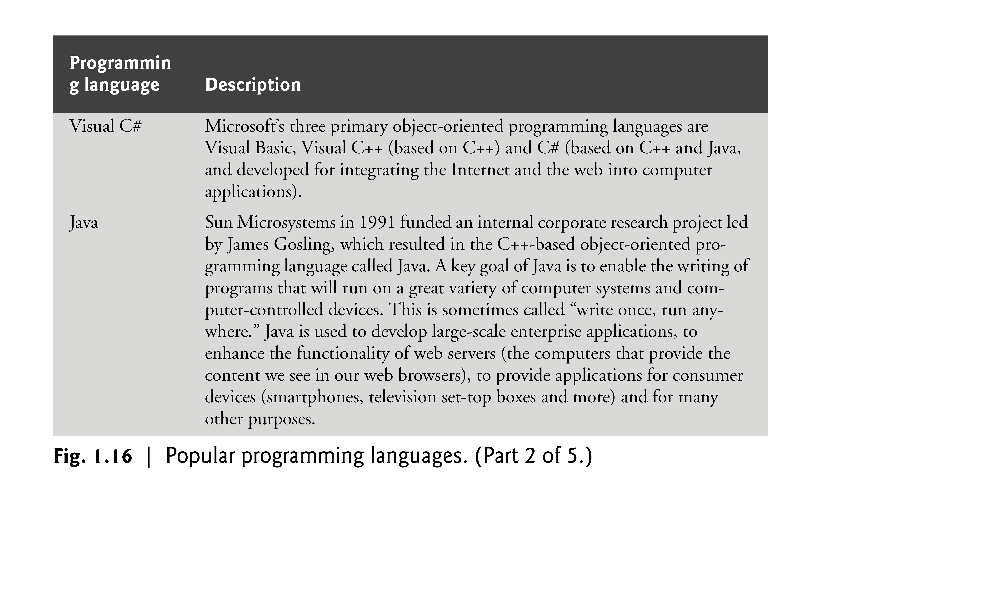 Programmin
g language
Description
Visual C#
Microsoft’s three primary object-oriented programming languages are
Visual Basic, Visual C++ (based on C++) and C# (based on C++ and Java,
and developed for integrating the Internet and the web into computer
applications).
Java
Sun Microsystems in 1991 funded an internal corporate research project led
by James Gosling, which resulted in the C++-based object-oriented pro-
gramming language called Java. A key goal of Java is to enable the writing of
programs that will run on a great variety of computer systems and com-
puter-controlled devices. This is sometimes called “write once, run any-
where.” Java is used to develop large-scale enterprise applications, to
enhance the functionality of web servers (the computers that provide the
content we see in our web browsers), to provide applications for consumer
devices (smartphones, television set-top boxes and more) and for many
other purposes.
Fig. 1.16 | Popular programming languages. (Part 2 of 5.)